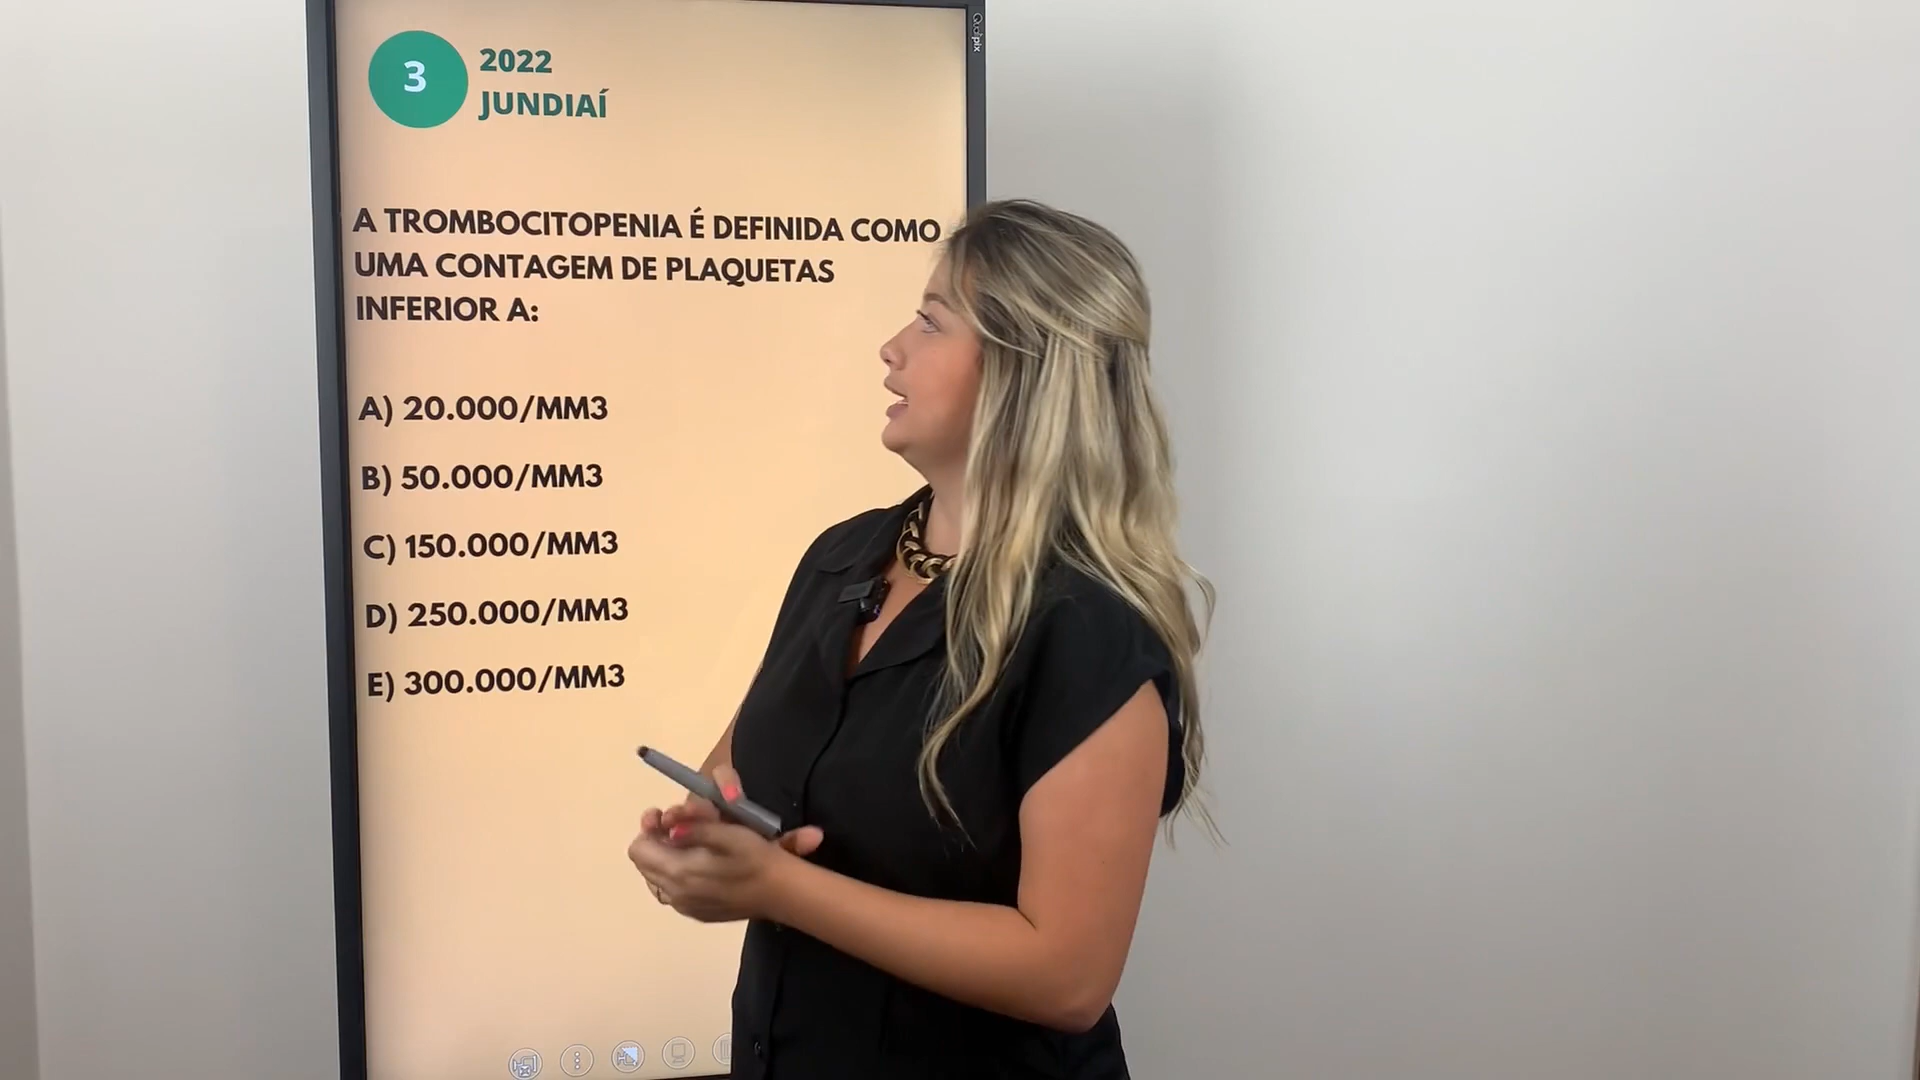 3
2022
JUNDIAÍ
A TROMBOCITOPENIA É DEFINIDA COMO
UMA CONTAGEM DE PLAQUETAS
INFERIOR A:
A) 20.000/MM3
B) 50.000/MM3
C) 150.000/MM3
D) 250.000/MM3
E) 300.000/MM3